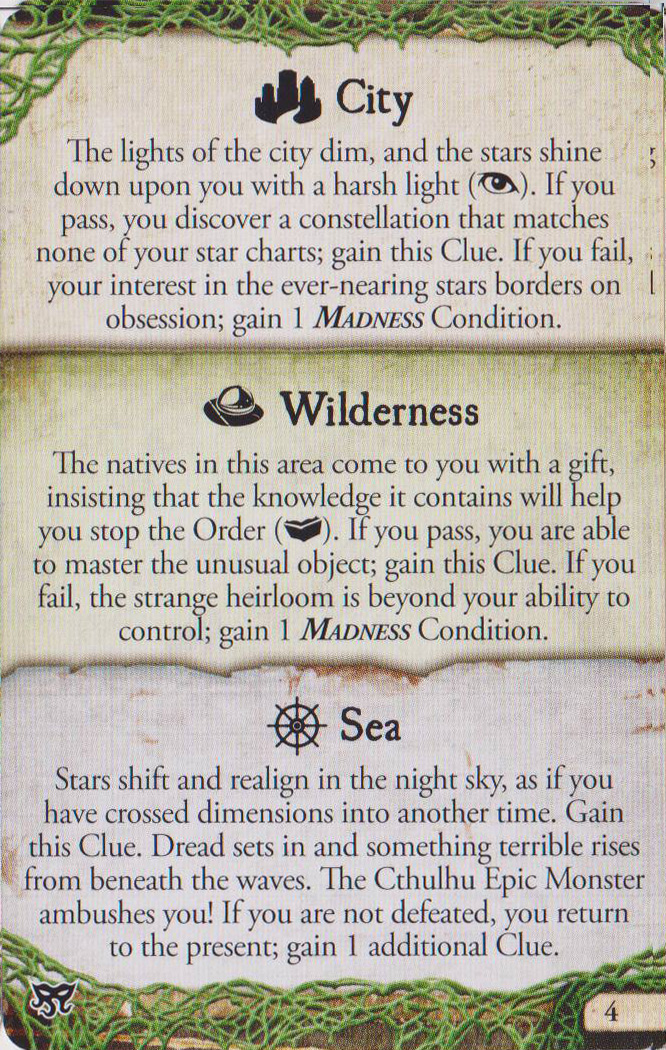 City
The lights of the city dim, and the stars shine
down upon you with a harsh light ( ). If you
pass, you discover a constellation that matches
none of your star charts; gain this Clue. If you fail,
your interest in the ever-nearing stars borders on
obsession; gain 1 MADNESS Condition.
Wilderness
The natives in this area come to you with a gift,
insisting that the knowledge it contains will help
you stop the Order ( ). If you pass, you are able
to master the unusual object; gain this Clue. If you
fail, the strange heirloom is beyond your ability to
control; gain 1 MADNESS Condition.
Sea
Stars shift and realign in the night sky, as if you
have crossed dimensions into another time. Gain
this Clue. Dread sets in and something terrible rises
from beneath the waves. The Cthulhu Epic Monster
ambushes you! If you are not defeated, you return
to the present; gain 1 additional Clue.
4